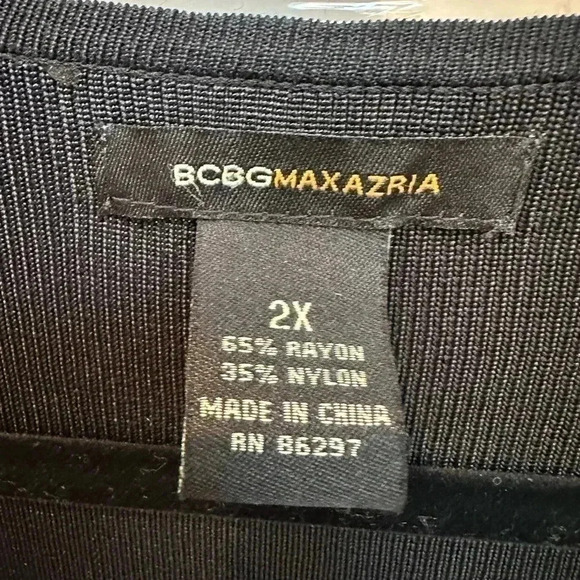 BCBGMAXAZRIA
2X
65% RAYON
35% NYLON
MADE IN CHINA
RN 86297